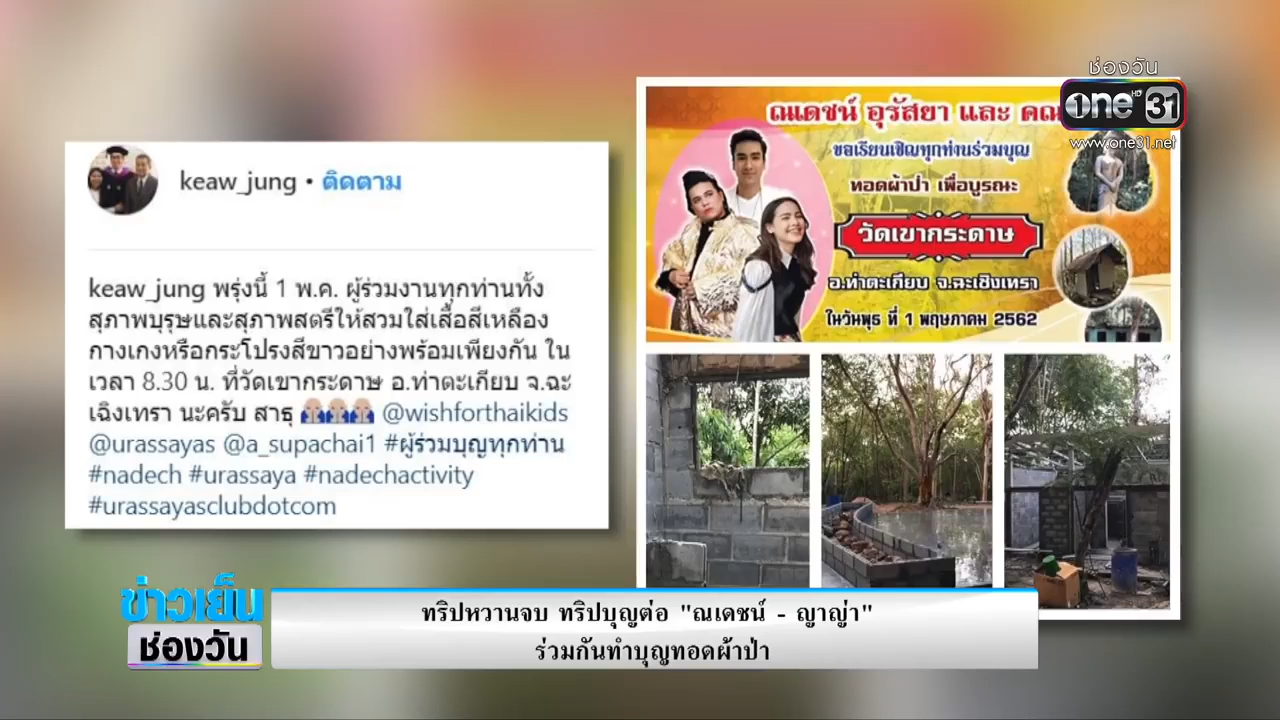 ช่องวัน
one HD 31
www.one31.net
keaw_jung • ติดตาม
keaw_jung พรุ่งนี้ 1 พ.ค. ผู้ร่วมงานทุกท่านทั้ง
สุภาพบุรุษและสุภาพสตรีให้สวมใส่เสื้อสีเหลือง
กางเกงหรือกระโปรงสีขาวอย่างพร้อมเพียงกัน ใน
เวลา 8.30 น. ที่วัดเขากระดาษ อ.ท่าตะเกียบ จ.ฉะ
เฉิงเทรา นะครับ สาธุ 🙏🏻🙏🏻🙏🏻 @wishforthaikids
@urassayas @a_supachai1 #ผู้ร่วมบุญทุกท่าน
#nadech #urassaya #nadechactivity
#urassayasclubdotcom
ณเดชน์ อุรัสยา และ คณ
ขอเรียนเชิญทุกท่านร่วมบุญ
ทอดผ้าป่า เพื่อบูรณะ
วัดเขากระดาษ
อ.ท่าตะเกียบ จ.ฉะเชิงเทรา
ในวันพุธ ที่ 1 พฤษภาคม 2562
ข่าวเย็น
ช่องวัน
ทริปหวานจบ ทริปบุญต่อ "ณเดชน์ - ญาญ่า"
ร่วมกันทำบุญทอดผ้าป่า